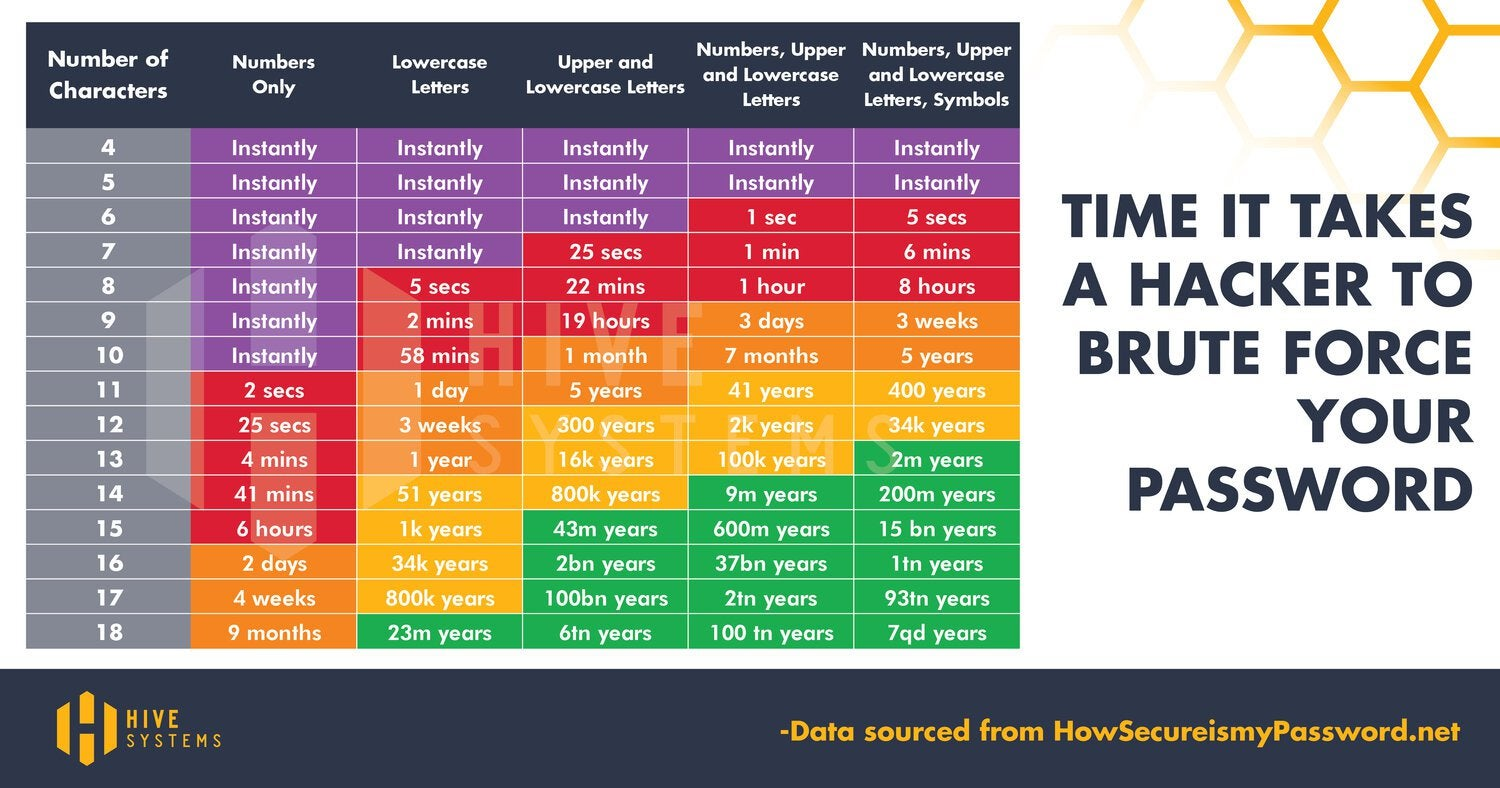 Number of Characters Numbers Only Lowercase Letters Upper and Lowercase Letters Numbers, Upper and Lowercase Letters Numbers, Upper and Lowercase Letters, Symbols
4 Instantly Instantly Instantly Instantly Instantly
5 Instantly Instantly Instantly Instantly Instantly
6 Instantly Instantly Instantly 1 sec 5 secs
7 Instantly Instantly 25 secs 1 min 6 mins
8 Instantly 5 secs 22 mins 1 hour 8 hours
9 Instantly 2 mins 19 hours 3 days 3 weeks
10 Instantly 58 mins 1 month 7 months 5 years
11 2 secs 1 day 5 years 41 years 400 years
12 25 secs 3 weeks 300 years 2k years 34k years
13 4 mins 1 year 16k years 100k years 2m years
14 41 mins 51 years 800k years 9m years 200m years
15 6 hours 1k years 43m years 600m years 15 bn years
16 2 days 34k years 2bn years 37bn years 1tn years
17 4 weeks 800k years 100bn years 2tn years 93tn years
18 9 months 23m years 6tn years 100 tn years 7qd years
HIVE
SYSTEMS
TIME IT TAKES
A HACKER TO
BRUTE FORCE
YOUR
PASSWORD
HIVE
SYSTEMS
-Data sourced from HowSecureismyPassword.net